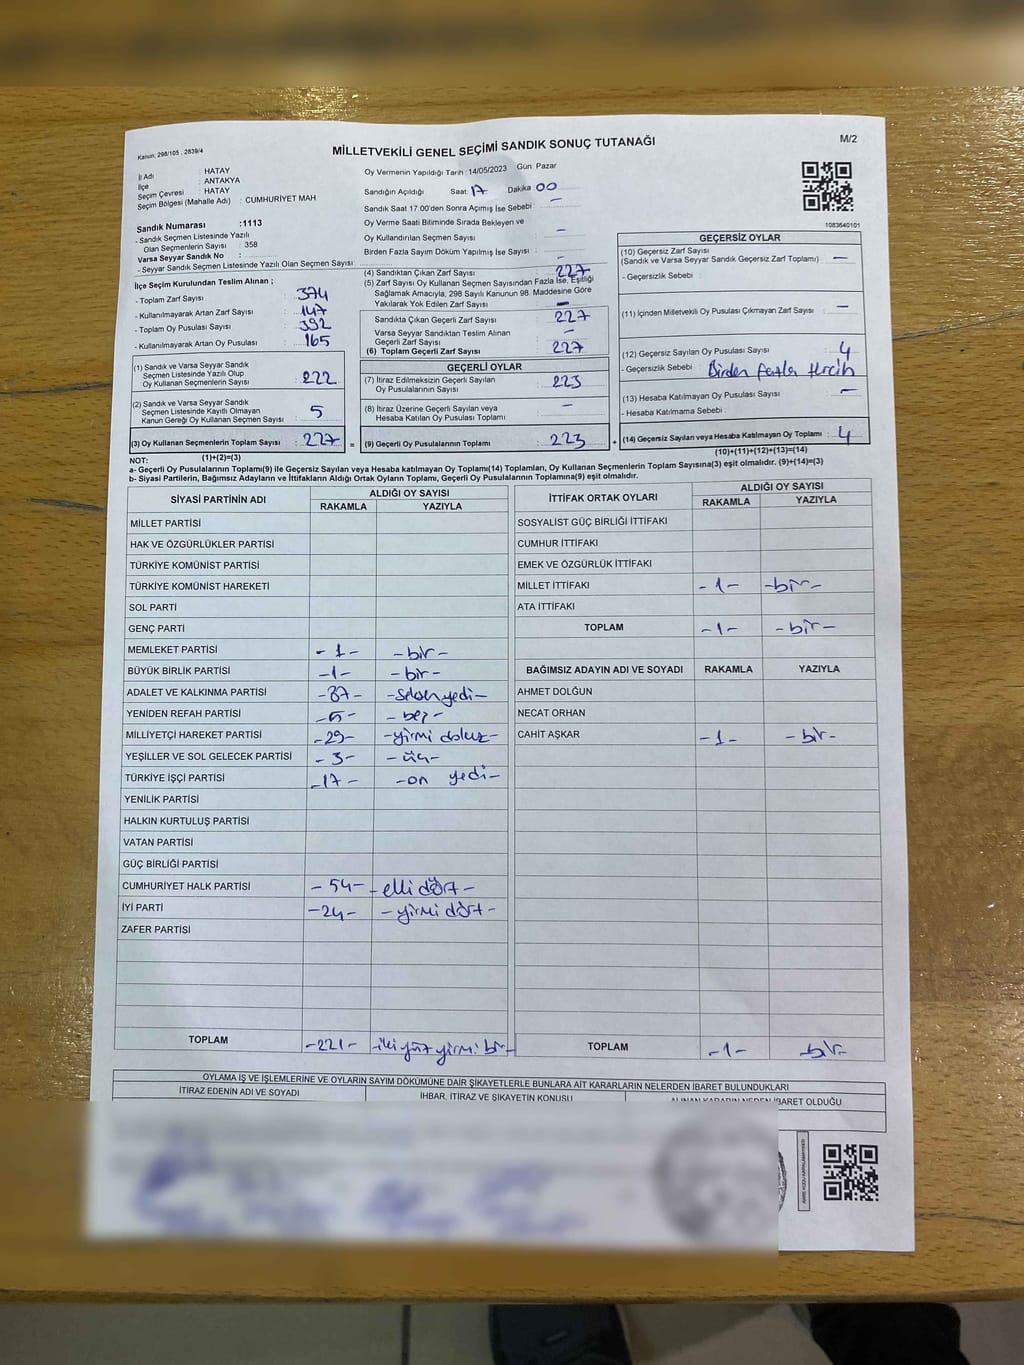 Kanun: 298/105 . 2839/4
MİLLETVEKİLİ GENEL SEÇİMİ SANDIK SONUÇ TUTANAĞI
M/2
İl Adı : HATAY
İlçe : ANTAKYA
Seçim Çevresi : HATAY
Seçim Bölgesi (Mahalle Adı) : CUMHURİYET MAH
Sandık Numarası : 1113
- Sandık Seçmen Listesinde Yazılı
Olan Seçmenlerin Sayısı : 358
Varsa Seyyar Sandık No :
- Seyyar Sandık Seçmen Listesinde Yazılı Olan Seçmen Sayısı :
Oy Vermenin Yapıldığı Tarih : 14/05/2023 Gün: Pazar
Sandığın Açıldığı Saat: 17 Dakika 00
Sandık Saat 17:00'den Sonra Açımış İse Sebebi :
Oy Verme Saati Bitiminde Sırada Bekleyen ve
Oy Kullandırılan Seçmen Sayısı : -
Birden Fazla Sayım Döküm Yapılmış İse Sayısı : -
1083640101
İlçe Seçim Kurulundan Teslim Alınan ;
- Toplam Zarf Sayısı : 374
- Kullanılmayarak Artan Zarf Sayısı : 147
- Toplam Oy Pusulası Sayısı : 392
- Kullanılmayarak Artan Oy Pusulası : 165
(1) Sandık ve Varsa Seyyar Sandık
Seçmen Listesinde Yazılı Olup
Oy Kullanan Seçmenlerin Sayısı : 222
(2) Sandık ve Varsa Seyyar Sandık
Seçmen Listesinde Kayıtlı Olmayan
Kanun Gereği Oy Kullanan Seçmen Sayısı : 5
(3) Oy Kullanan Seçmenlerin Toplam Sayısı : 227
(1)+(2)=(3)
(4) Sandıktan Çıkan Zarf Sayısı : 227
(5) Zarf Sayısı Oy Kullanan Seçmen Sayısından Fazla İse, Eşitliği
Sağlamak Amacıyla, 298 Sayılı Kanunun 98. Maddesine Göre
Yakılarak Yok Edilen Zarf Sayısı : -
Sandıkta Çıkan Geçerli Zarf Sayısı : 227
Varsa Seyyar Sandıktan Teslim Alınan
Geçerli Zarf Sayısı : -
(6) Toplam Geçerli Zarf Sayısı : 227
GEÇERLİ OYLAR
(7) İtiraz Edilmeksizin Geçerli Sayılan
Oy Pusulalarının Sayısı : 223
(8) İtiraz Üzerine Geçerli Sayılan veya
Hesaba Katılan Oy Pusulası Toplamı : -
= (9) Geçerli Oy Pusulalarının Toplamı : 223
GEÇERSİZ OYLAR
(10) Geçersiz Zarf Sayısı
(Sandık ve Varsa Seyyar Sandık Geçersiz Zarf Toplamı) : -
- Geçersizlik Sebebi :
(11) İçinden Milletvekili Oy Pusulası Çıkmayan Zarf Sayısı : -
(12) Geçersiz Sayılan Oy Pusulası Sayısı : 4
- Geçersizlik Sebebi : Birden fazla tercih
(13) Hesaba Katılmayan Oy Pusulası Sayısı : -
- Hesaba Katılmama Sebebi :
+ (14) Geçersiz Sayılan veya Hesaba Katılmayan Oy Toplamı : 4
(10)+(11)+(12)+(13)=(14)
NOT:
a- Geçerli Oy Pusulalarının Toplamı(9) ile Geçersiz Sayılan veya Hesaba katılmayan Oy Toplamı(14) Toplamları, Oy Kullanan Seçmenlerin Toplam Sayısına(3) eşit olmalıdır. (9)+(14)=(3)
b- Siyasi Partilerin, Bağımsız Adayların ve İttifakların Aldığı Ortak Oyların Toplamı, Geçerli Oy Pusulalarının Toplamına(9) eşit olmalıdır.
SİYASİ PARTİNİN ADI ALDIĞI OY SAYISI
RAKAMLA YAZIYLA
MİLLET PARTİSİ
HAK VE ÖZGÜRLÜKLER PARTİSİ
TÜRKİYE KOMÜNİST PARTİSİ
TÜRKİYE KOMÜNİST HAREKETİ
SOL PARTİ
GENÇ PARTİ
MEMLEKET PARTİSİ -1- -bir-
BÜYÜK BİRLİK PARTİSİ -1- -bir-
ADALET VE KALKINMA PARTİSİ -87- -seksen yedi-
YENİDEN REFAH PARTİSİ -5- -beş-
MİLLİYETÇİ HAREKET PARTİSİ -29- -yirmi dokuz-
YEŞİLLER VE SOL GELECEK PARTİSİ -3- -üç-
TÜRKİYE İŞÇİ PARTİSİ -17- -on yedi-
YENİLİK PARTİSİ
HALKIN KURTULUŞ PARTİSİ
VATAN PARTİSİ
GÜÇ BİRLİĞİ PARTİSİ
CUMHURİYET HALK PARTİSİ -54- -elli dört-
İYİ PARTİ -24- -yirmi dört-
ZAFER PARTİSİ
TOPLAM -221- -iki yüz yirmi bir-
İTTİFAK ORTAK OYLARI ALDIĞI OY SAYISI
RAKAMLA YAZIYLA
SOSYALİST GÜÇ BİRLİĞİ İTTİFAKI
CUMHUR İTTİFAKI
EMEK VE ÖZGÜRLÜK İTTİFAKI
MİLLET İTTİFAKI -1- -bir-
ATA İTTİFAKI
TOPLAM -1- -bir-
BAĞIMSIZ ADAYIN ADI VE SOYADI RAKAMLA YAZIYLA
AHMET DOLĞUN
NECAT ORHAN
CAHİT AŞKAR -1- -bir-
TOPLAM -1- -bir-
OYLAMA İŞ VE İŞLEMLERİNE VE OYLARIN SAYIM DÖKÜMÜNE DAİR ŞİKAYETLERLE BUNLARA AİT KARARLARIN NELERDEN İBARET BULUNDUKLARI
İTİRAZ EDENİN ADI VE SOYADI İHBAR, İTİRAZ VE ŞİKAYETİN KONUSU ALINAN KARARIN NEDEN İBARET OLDUĞU